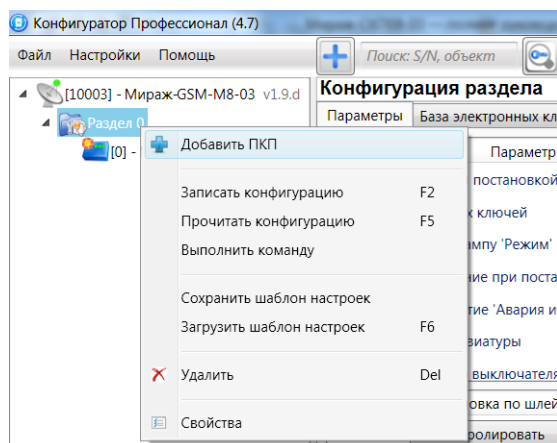 Конфигуратор Профессионал (4.7)
Файл Настройки Помощь
Поиск: S/N, объект
[10003] - Мираж-GSM-M8-03 v1.9.d
Конфигурация раздела
Раздел 0
Параметры База электронных кл
[0] -
Добавить ПКП
Параметр
постановкой
Записать конфигурацию F2
х ключей
Прочитать конфигурацию F5
ампу 'Режим'
Выполнить команду
ние при поста
Сохранить шаблон настроек
тие 'Авария и
Загрузить шаблон настроек F6
виатуры
Удалить Del
выключателя
овка по шлей
Свойства
ролировать